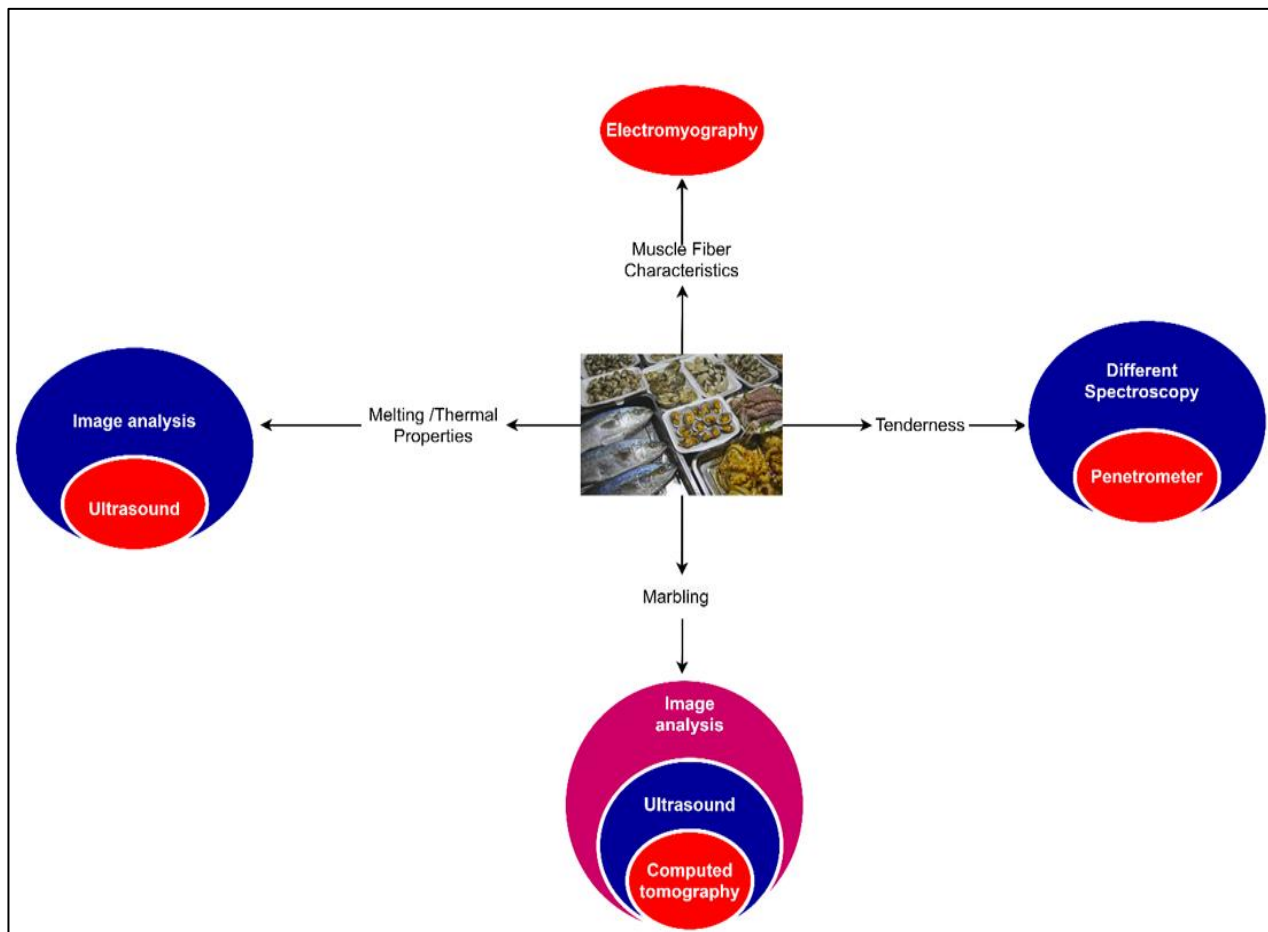 Electromyography
Muscle Fiber
Characteristics
Image analysis
Ultrasound
Melting /Thermal
Properties
Tenderness
Different
Spectroscopy
Penetrometer
Marbling
Image
analysis
Ultrasound
Computed
tomography